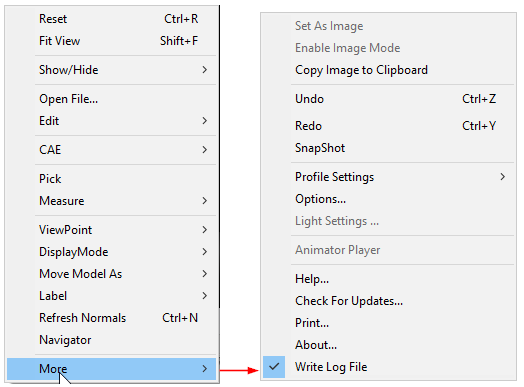 Reset Ctrl+R
Fit View Shift+F
Show/Hide
Open File...
Edit
CAE
Pick
Measure
ViewPoint
DisplayMode
Move Model As
Label
Refresh Normals Ctrl+N
Navigator
More
Set As Image
Enable Image Mode
Copy Image to Clipboard
Undo Ctrl+Z
Redo Ctrl+Y
SnapShot
Profile Settings
Options...
Light Settings ...
Animator Player
Help...
Check For Updates...
Print...
About...
Write Log File